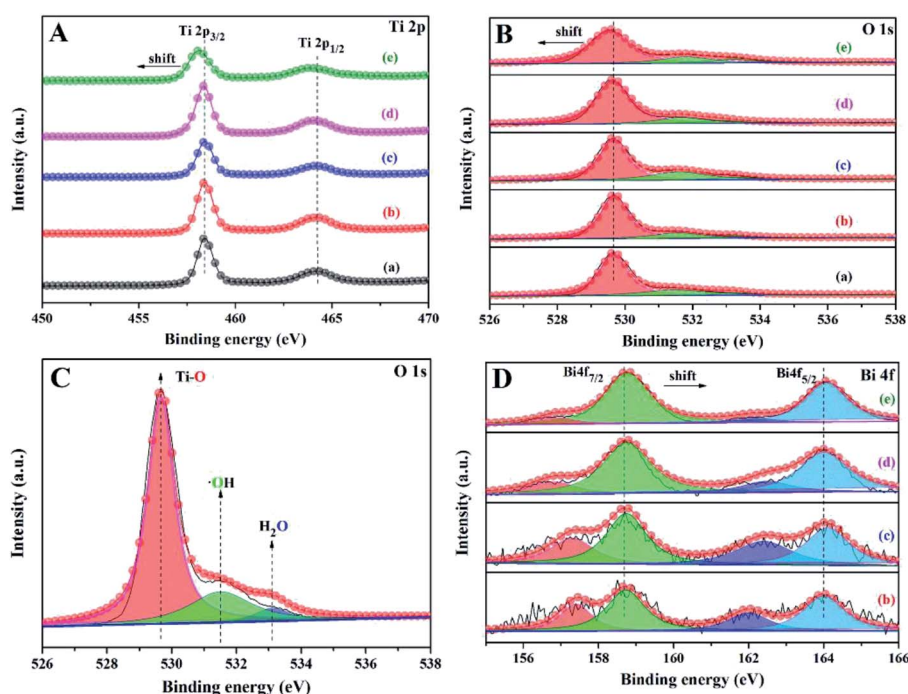 A
Ti 2p
Ti 2p3/2
Ti 2p1/2
shift
(e)
(d)
(c)
(b)
(a)
Intensity (a.u.)
450 455 460 465 470
Binding energy (eV)
B
O 1s
shift
(e)
(d)
(c)
(b)
(a)
Intensity (a.u.)
526 528 530 532 534 536 538
Binding energy (eV)
C
O 1s
Ti-O
·OH
H2O
Intensity (a.u.)
526 528 530 532 534 536 538
Binding energy (eV)
D
Bi4f7/2
shift
Bi4f5/2
Bi 4f
(e)
(d)
(c)
(b)
Intensity (a.u.)
156 158 160 162 164 166
Binding energy (eV)